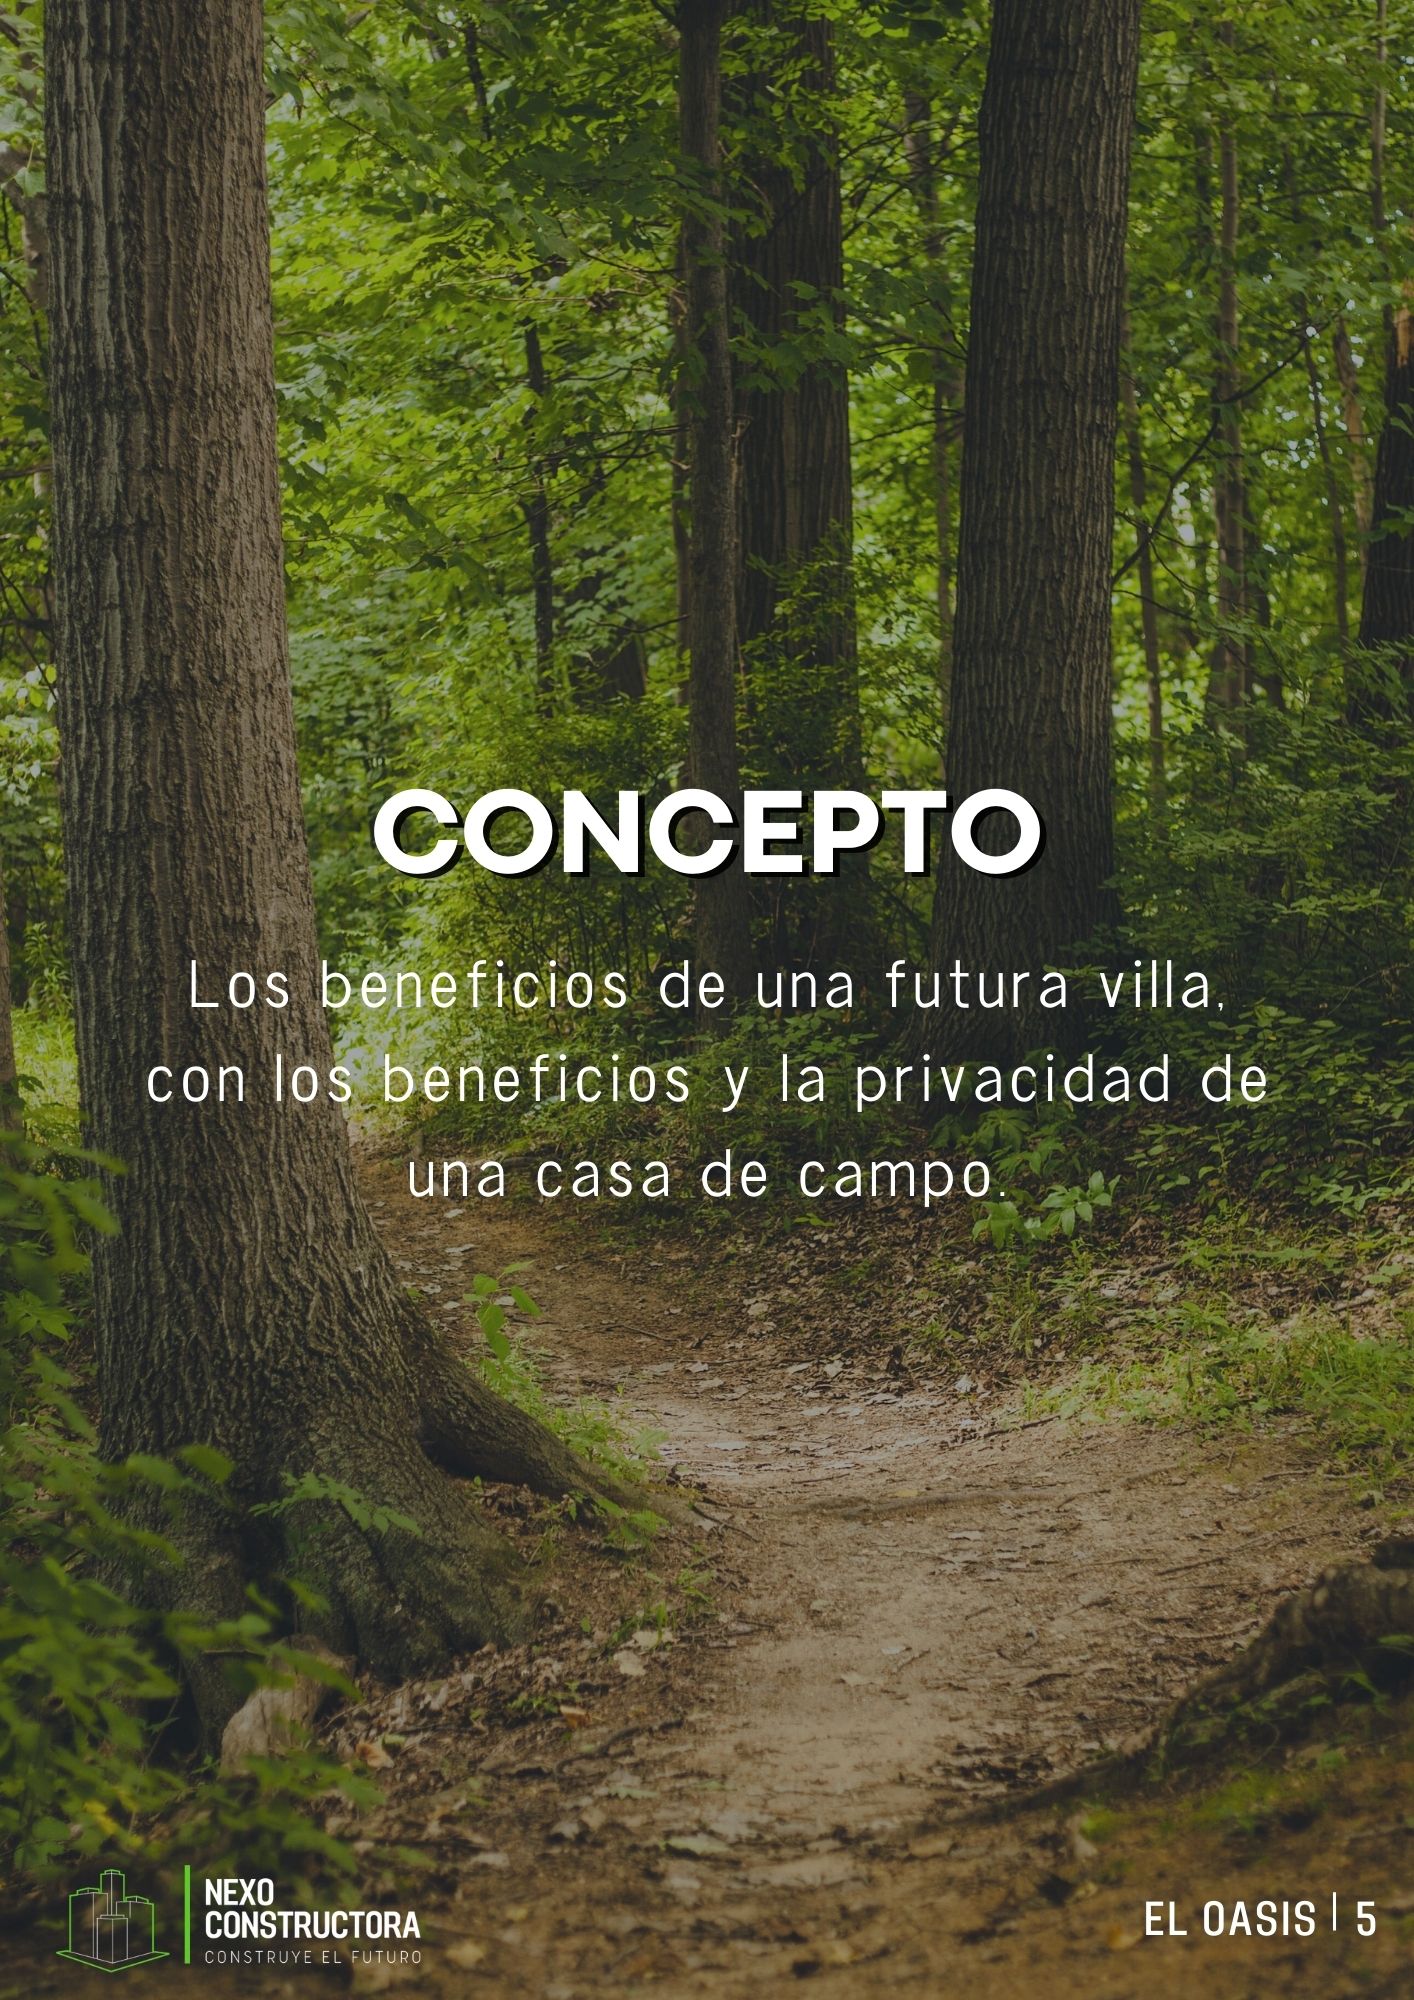 CONCEPTO
Los beneficios de una futura villa,
con los beneficios y la privacidad de
una casa de campo.
NEXO
CONSTRUCTORA
CONSTRUYE EL FUTURO
EL OASIS | 5